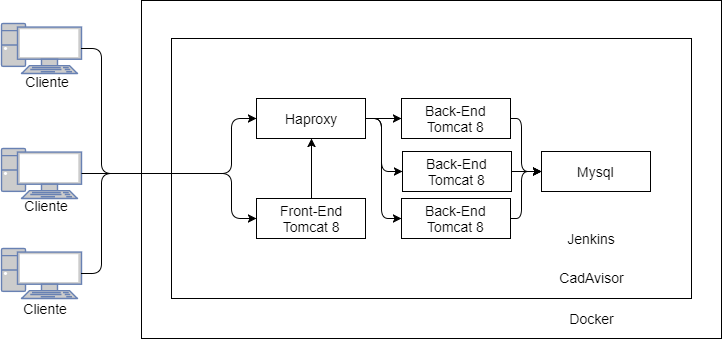 Cliente
Cliente
Cliente
Haproxy
Front-End
Tomcat 8
Back-End
Tomcat 8
Back-End
Tomcat 8
Back-End
Tomcat 8
Mysql
Jenkins
CadAvisor
Docker